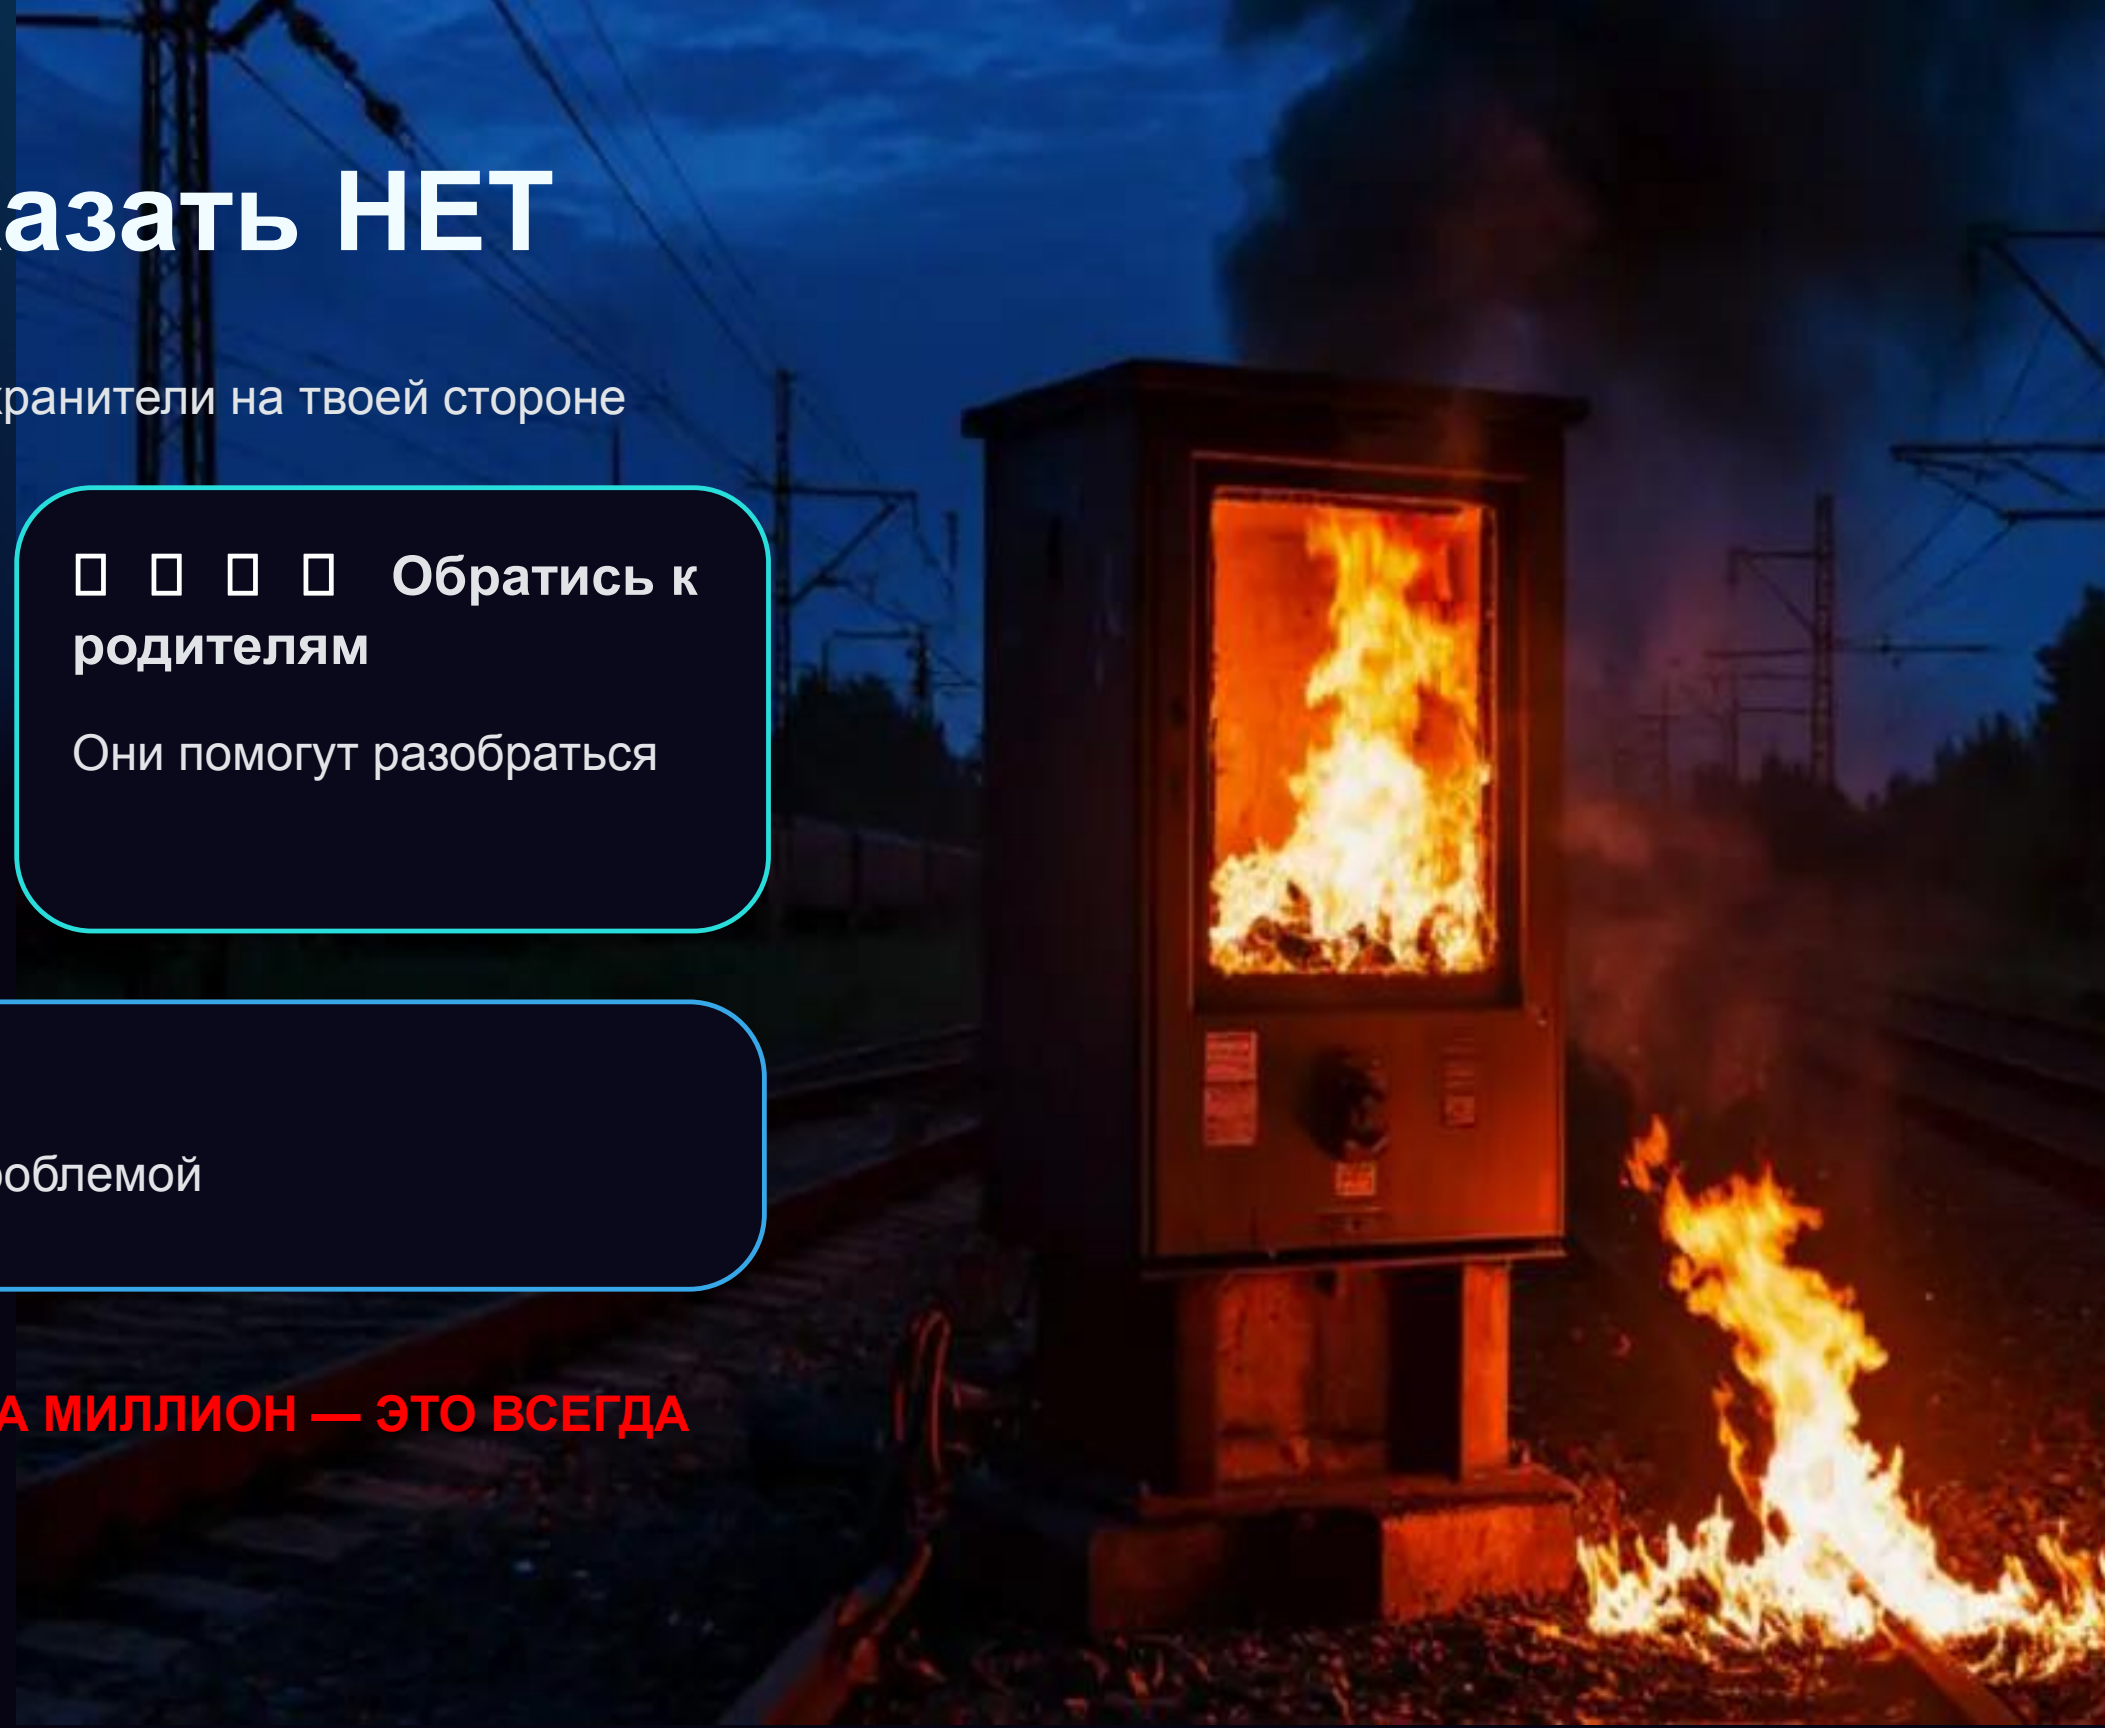 азать НЕТ
хранители на твоей стороне
Обратись к
родителям
Они помогут разобраться
облемой
А МИЛЛИОН — ЭТО ВСЕГДА